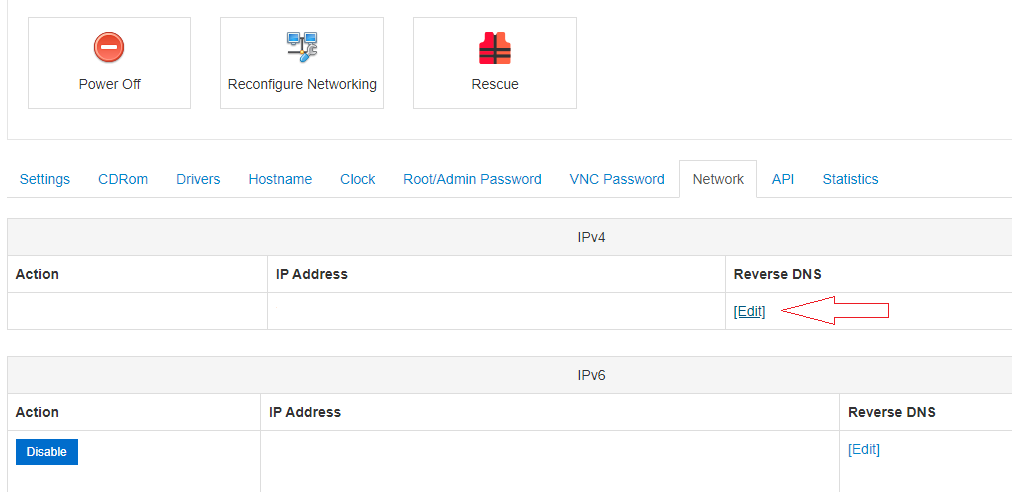 Power Off
Reconfigure Networking
Rescue
Settings CDRom Drivers Hostname Clock Root/Admin Password VNC Password Network API Statistics
IPv4
Action IP Address Reverse DNS
[Edit]
IPv6
Action IP Address Reverse DNS
Disable [Edit]